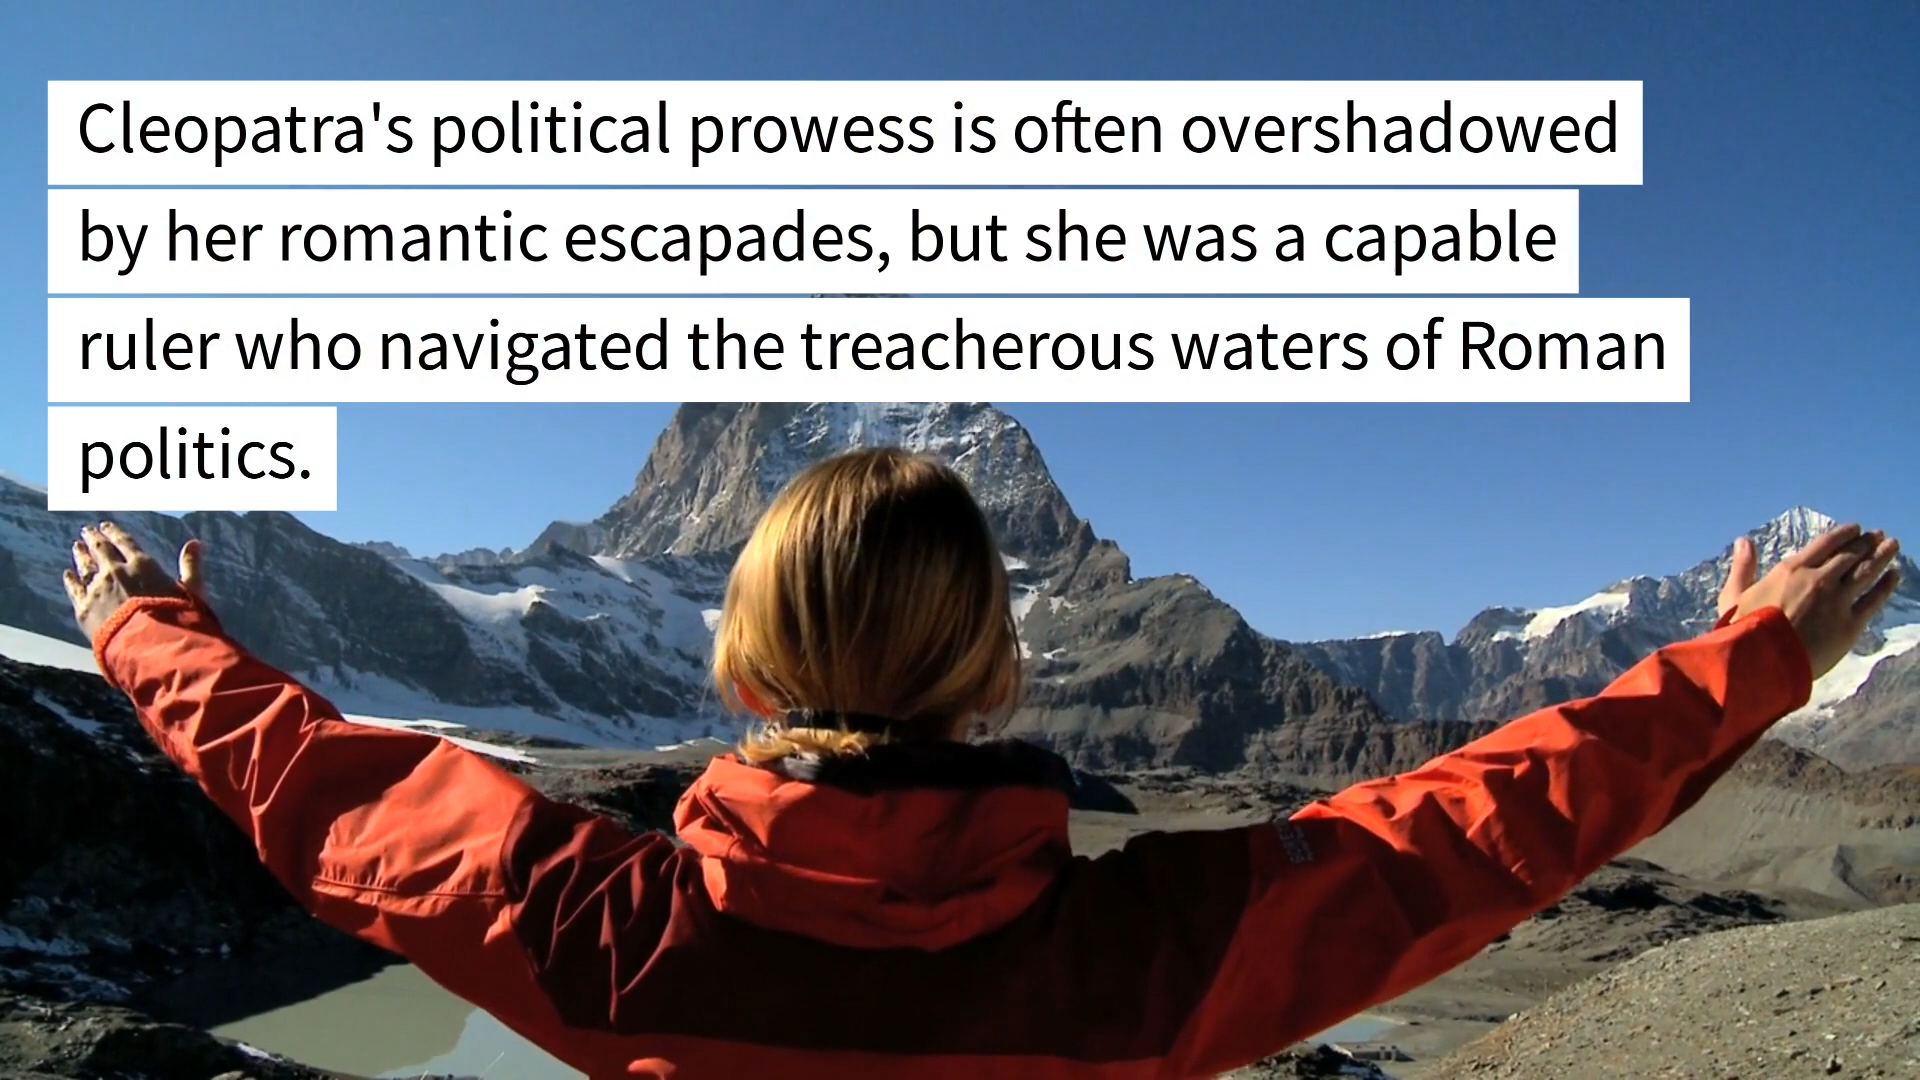 Cleopatra's political prowess is often overshadowed
by her romantic escapades, but she was a capable
ruler who navigated the treacherous waters of Roman
politics.